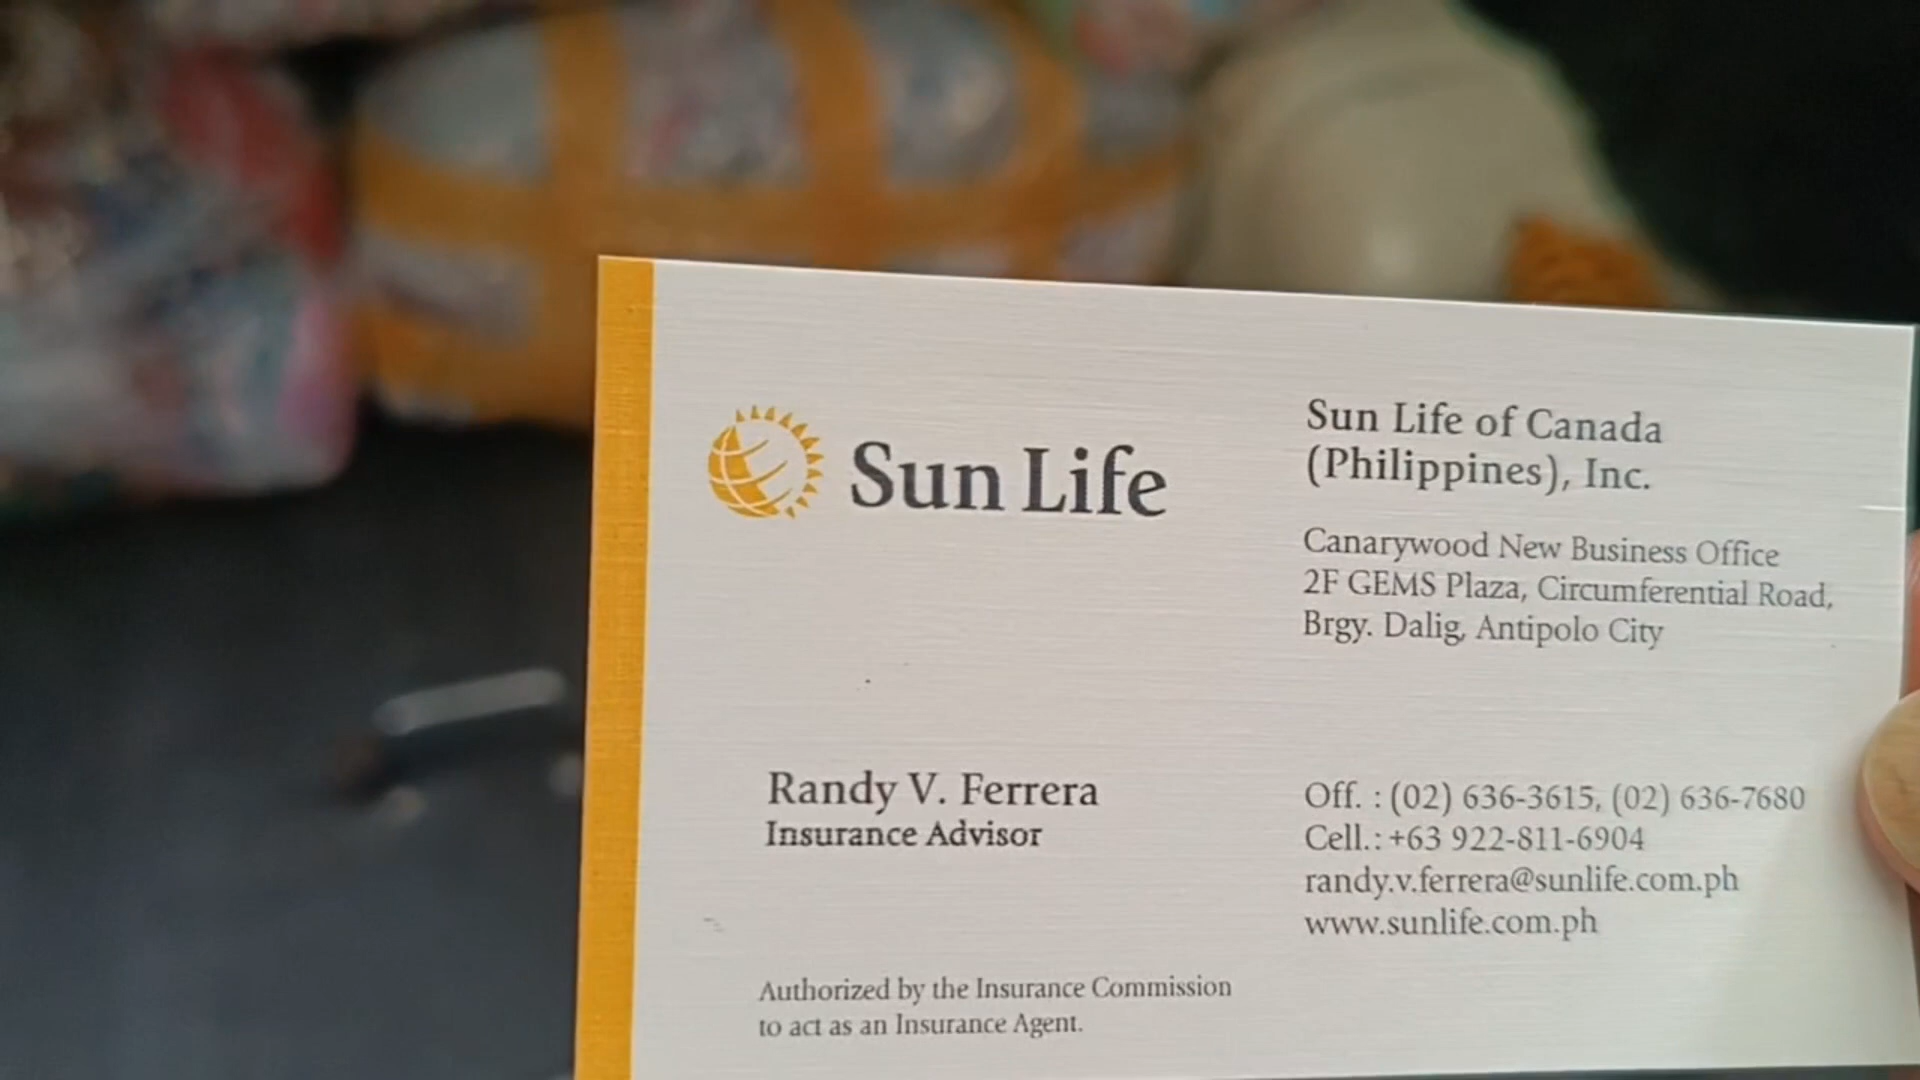 Sun Life
Sun Life of Canada
(Philippines), Inc.
Canarywood New Business Office
2F GEMS Plaza, Circumferential Road,
Brgy. Dalig, Antipolo City
Randy V. Ferrera
Insurance Advisor
Off. : (02) 636-3615, (02) 636-7680
Cell.: +63 922-811-6904
randy.v.ferrera@sunlife.com.ph
www.sunlife.com.ph
Authorized by the Insurance Commission
to act as an Insurance Agent.